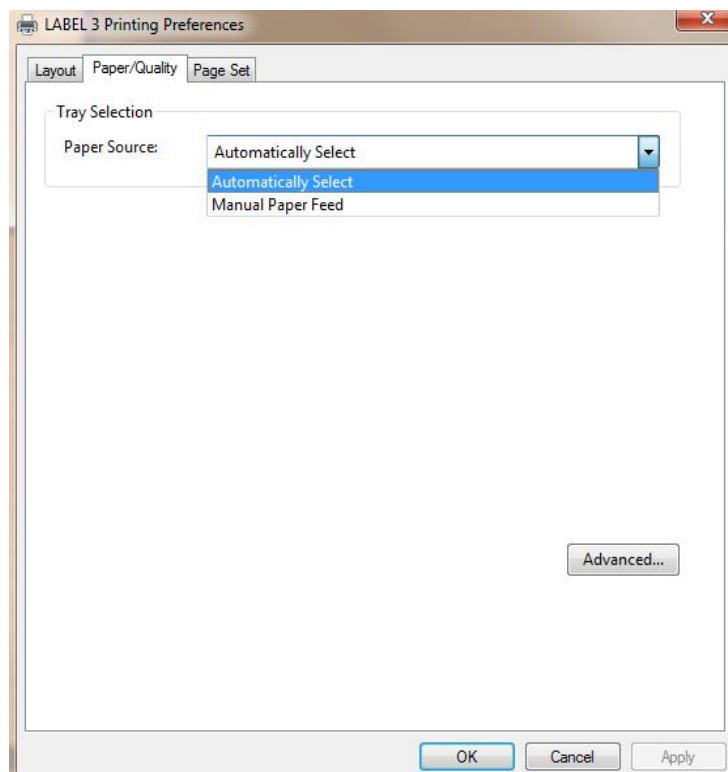 LABEL 3 Printing Preferences
Layout Paper/Quality Page Set
Tray Selection
Paper Source: Automatically Select
Automatically Select
Manual Paper Feed
Advanced...
OK Cancel Apply